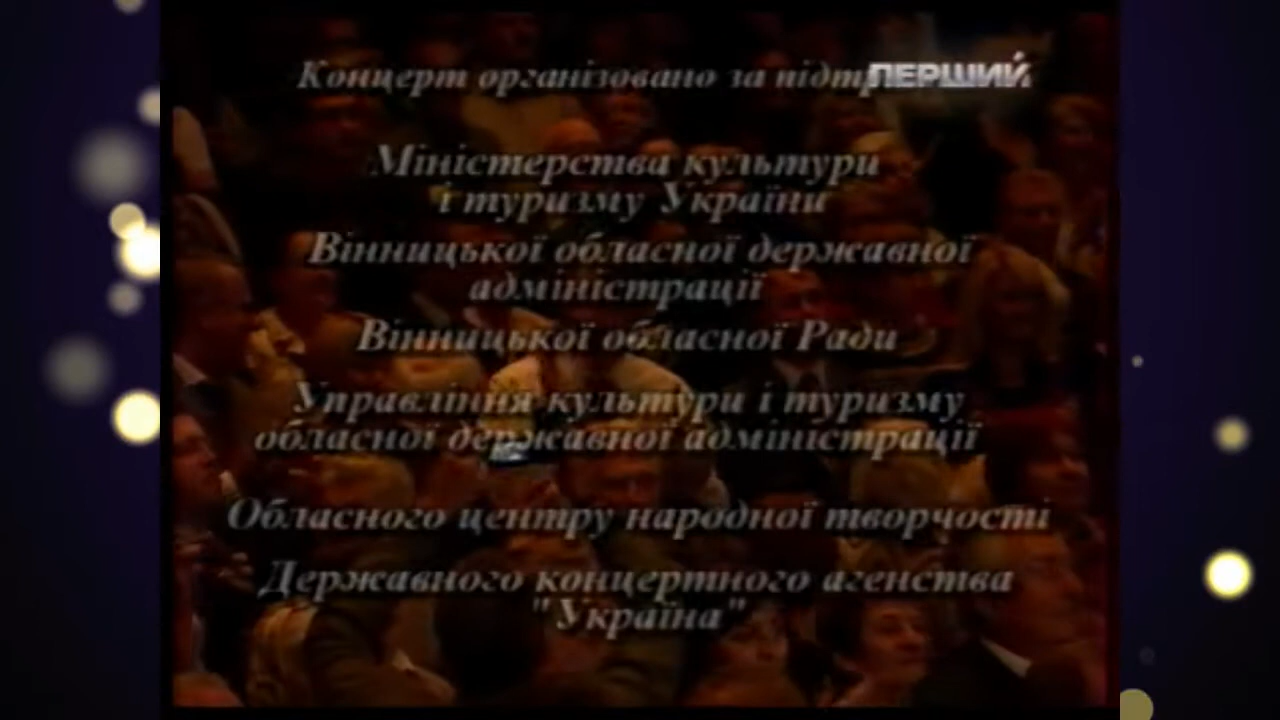 Концерт організовано за підтр
ПЕРШИЙ
Міністерства культури
і туризму України
Вінницької обласної державної
адміністрації
Вінницької обласної Ради
Управління культури і туризму
обласної державної адміністрації
Обласного центру народної творчості
Державного концертного агенства
"Україна"